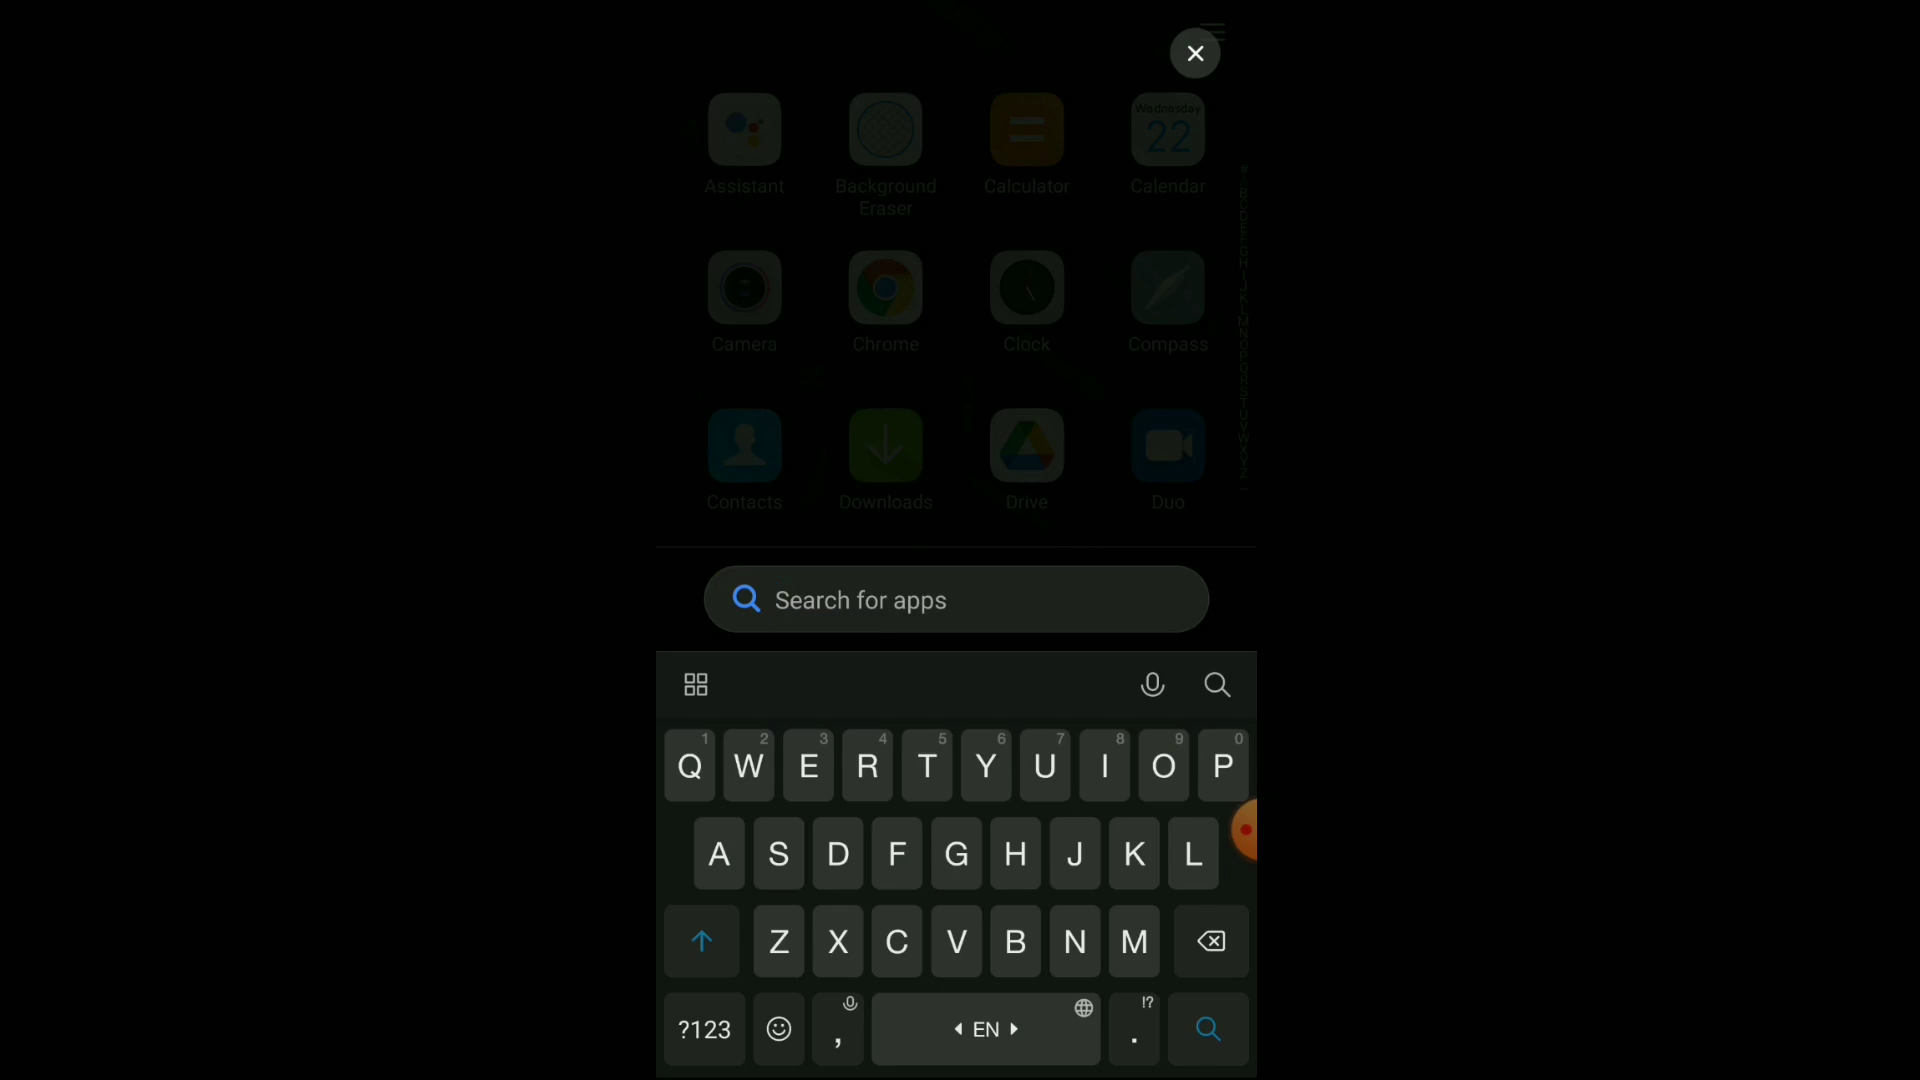 Wednesday
22
Assistant
Background
Eraser
Calculator
Calendar
Camera
Chrome
Clock
Compass
Contacts
Downloads
Drive
Duo
Search for apps
1 2 3 4 5 6 7 8 9 0
Q W E R T Y U I O P
A S D F G H J K L
Z X C V B N M
!?
?123 , EN .